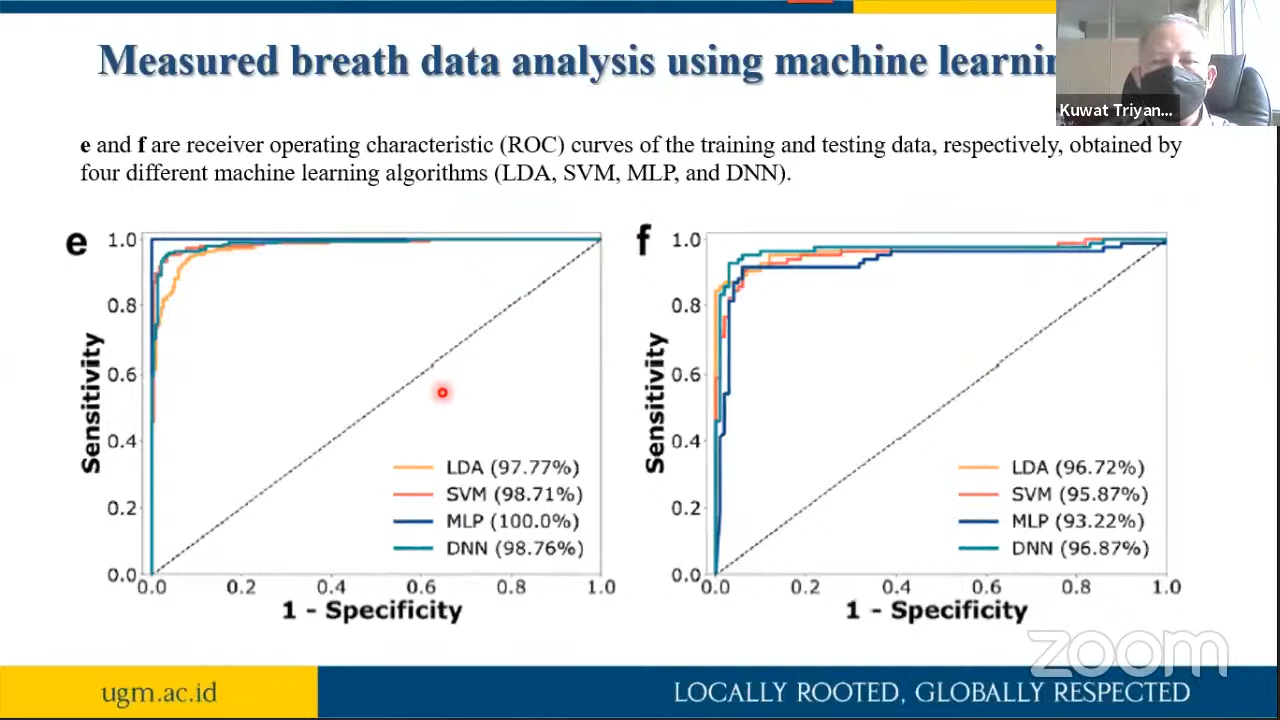 Measured breath data analysis using machine learnin
Kuwat Triyan...
e and f are receiver operating characteristic (ROC) curves of the training and testing data, respectively, obtained by
four different machine learning algorithms (LDA, SVM, MLP, and DNN).
e
1.0
0.8
0.6
0.4
0.2
0.0
Sensitivity
LDA (97.77%)
SVM (98.71%)
MLP (100.0%)
DNN (98.76%)
0.0 0.2 0.4 0.6 0.8 1.0
1 - Specificity
f
1.0
0.8
0.6
0.4
0.2
0.0
Sensitivity
LDA (96.72%)
SVM (95.87%)
MLP (93.22%)
DNN (96.87%)
0.0 0.2 0.4 0.6 0.8 1.0
1 - Specificity
zoom
ugm.ac.id
LOCALLY ROOTED, GLOBALLY RESPECTED